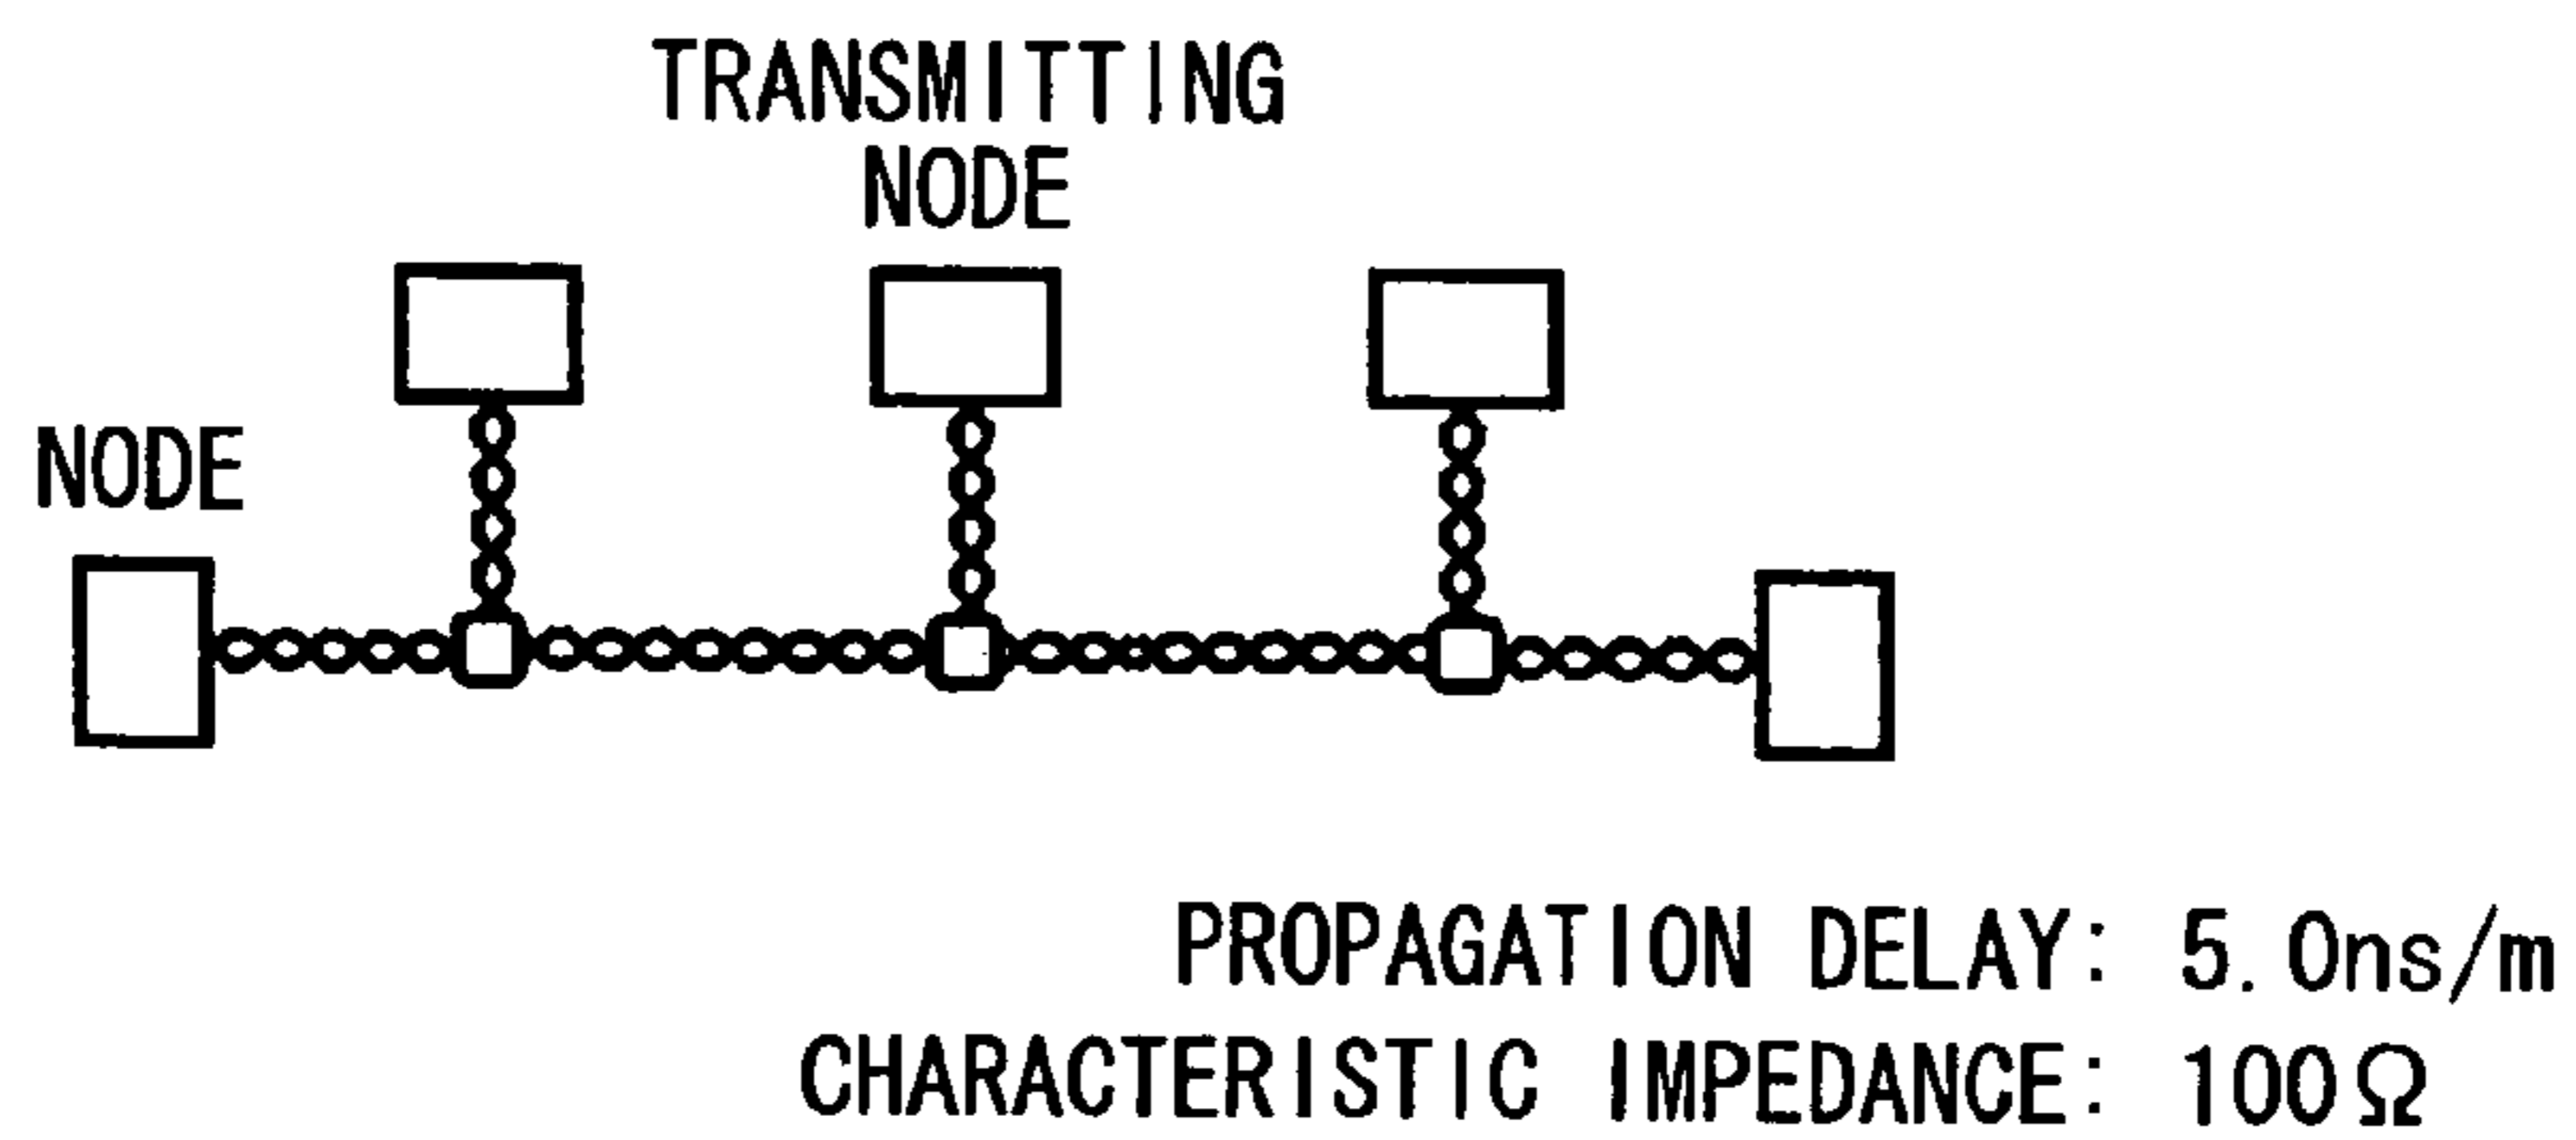 TRANSMITTING
NODE
NODE
PROPAGATION DELAY: 5.0ns/m
CHARACTERISTIC IMPEDANCE: 100Ω